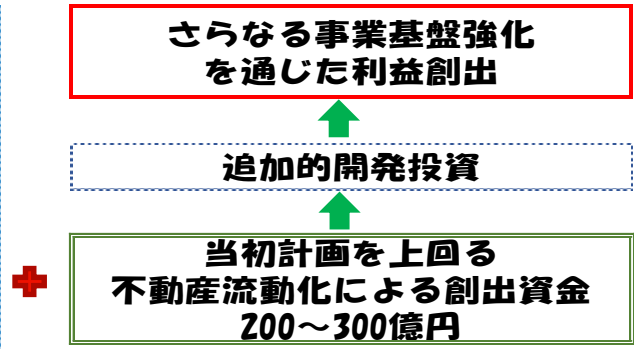 さらなる事業基盤強化
を通じた利益創出
追加的開発投資
当初計画を上回る
不動産流動化による創出資金
200～300億円